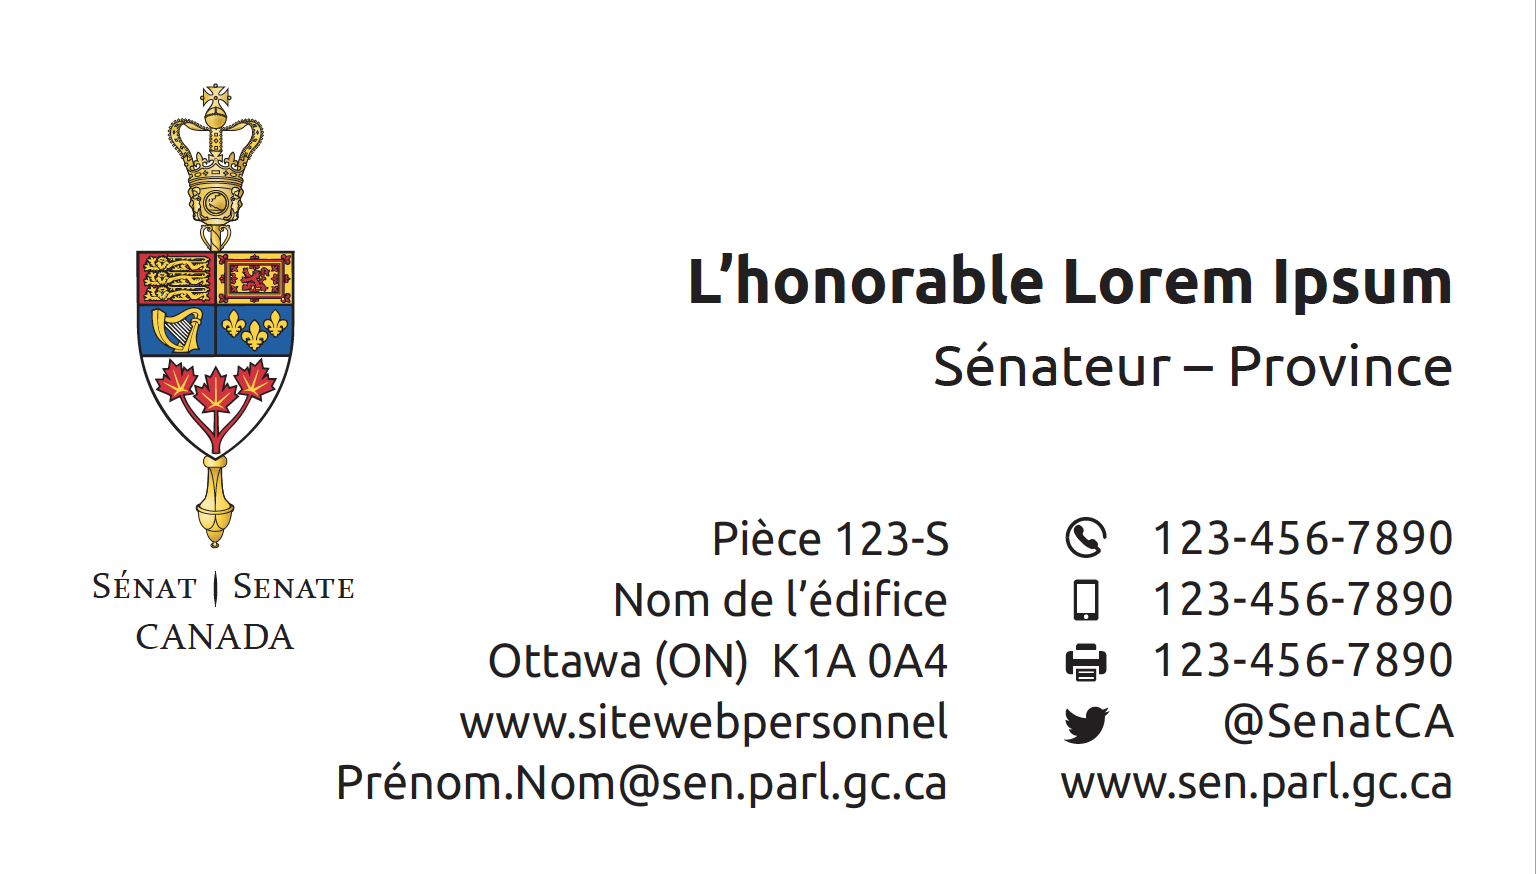 L’honorable Lorem Ipsum
Sénateur – Province
SÉNAT | SENATE
CANADA
Pièce 123-S
Nom de l’édifice
Ottawa (ON)  K1A 0A4
www.sitewebpersonnel
Prénom.Nom@sen.parl.gc.ca
123-456-7890
123-456-7890
123-456-7890
@SenatCA
www.sen.parl.gc.ca